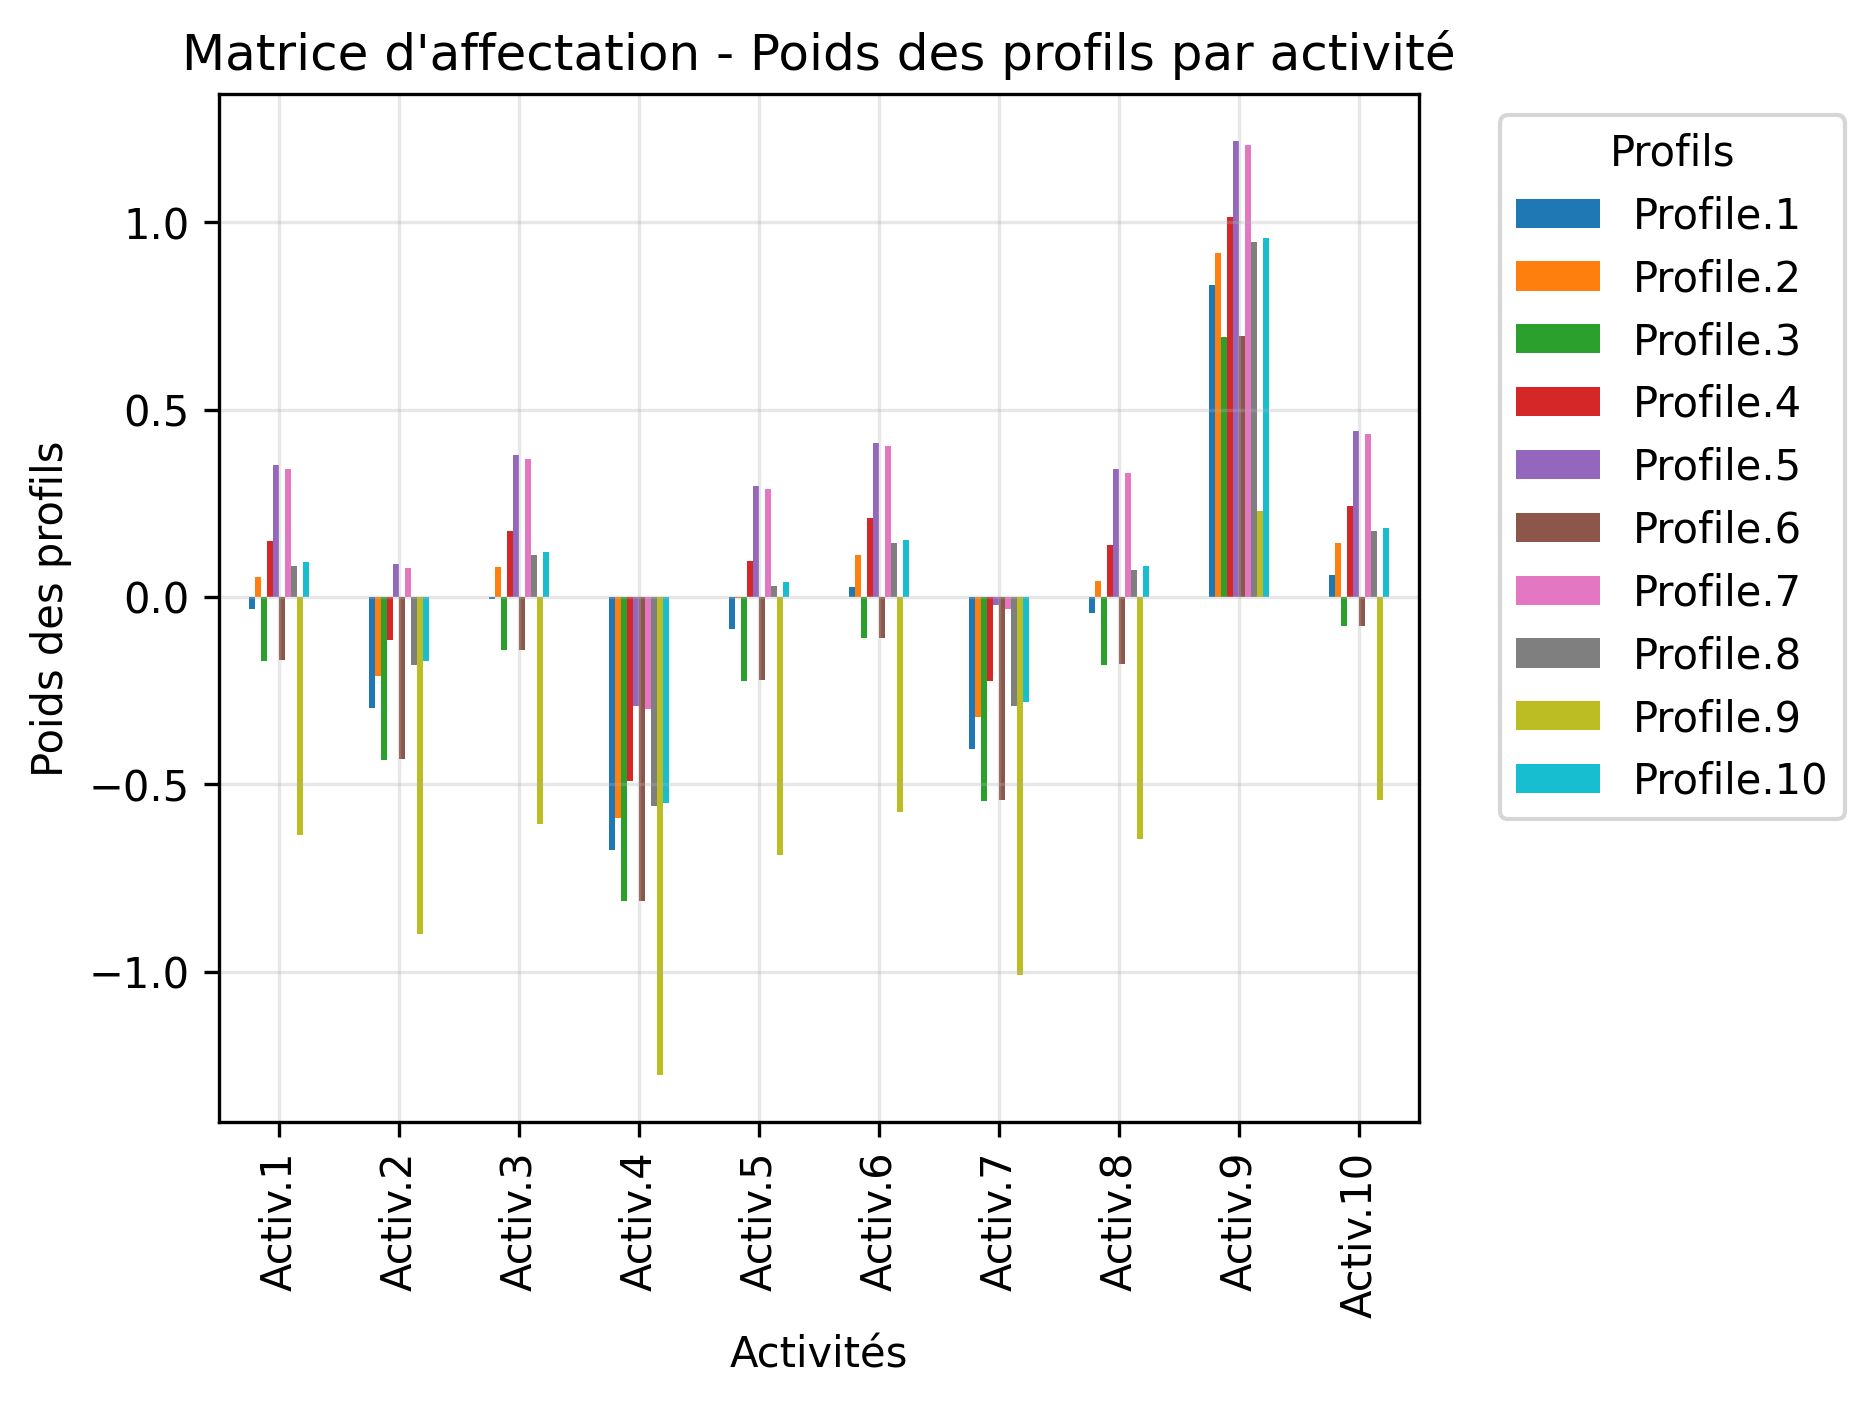 Matrice d'affectation - Poids des profils par activité
Poids des profils
1.0
0.5
0.0
−0.5
−1.0
Activ.1
Activ.2
Activ.3
Activ.4
Activ.5
Activ.6
Activ.7
Activ.8
Activ.9
Activ.10
Activités
Profils
Profile.1
Profile.2
Profile.3
Profile.4
Profile.5
Profile.6
Profile.7
Profile.8
Profile.9
Profile.10